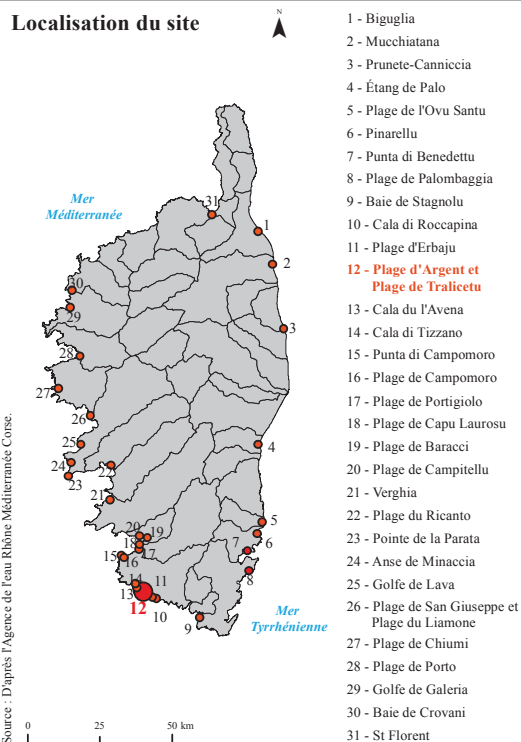 Localisation du site
N
1 - Biguglia
2 - Mucchiatana
3 - Prunete-Canniccia
4 - Étang de Palo
5 - Plage de l'Ovu Santu
6 - Pinarellu
7 - Punta di Benedettu
8 - Plage de Palombaggia
9 - Baie de Stagnolu
10 - Cala di Roccapina
11 - Plage d'Erbaju
12 - Plage d'Argent et
Plage de Tralicetu
13 - Cala du l'Avena
14 - Cala di Tizzano
15 - Punta di Campomoro
16 - Plage de Campomoro
17 - Plage de Portigiolo
18 - Plage de Capu Laurosu
19 - Plage de Baracci
20 - Plage de Campitellu
21 - Verghia
22 - Plage du Ricanto
23 - Pointe de la Parata
24 - Anse de Minaccia
25 - Golfe de Lava
26 - Plage de San Giuseppe et
Plage du Liamone
27 - Plage de Chiumi
28 - Plage de Porto
29 - Golfe de Galeria
30 - Baie de Crovani
31 - St Florent
Mer
Méditerranée
31
1
2
30
29
3
28
27
26
25
4
24
22
23
21
5
20
19
6
18
7
17
15
16
8
14
11
13
12
10
9
Mer
Tyrrhénienne
0
25
50 km
Source : D'après l'Agence de l'eau Rhône Méditerranée Corse.